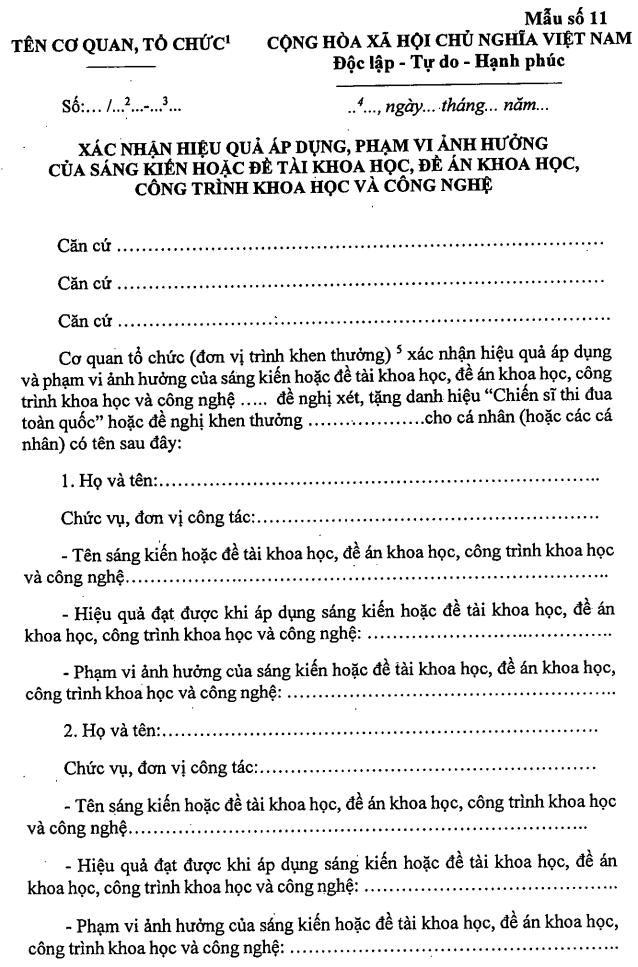 Mẫu số 11
TÊN CƠ QUAN, TỔ CHỨC¹ CỘNG HÒA XÃ HỘI CHỦ NGHĨA VIỆT NAM
Độc lập - Tự do - Hạnh phúc
Số:... /...²...-...³... ..⁴..., ngày... tháng... năm...
XÁC NHẬN HIỆU QUẢ ÁP DỤNG, PHẠM VI ẢNH HƯỞNG
CỦA SÁNG KIẾN HOẶC ĐỀ TÀI KHOA HỌC, ĐỀ ÁN KHOA HỌC,
CÔNG TRÌNH KHOA HỌC VÀ CÔNG NGHỆ
Căn cứ ……………………………………………………………
Căn cứ ……………………………………………………………
Căn cứ ……………………………………………………………
Cơ quan tổ chức (đơn vị trình khen thưởng) ⁵ xác nhận hiệu quả áp dụng
và phạm vi ảnh hưởng của sáng kiến hoặc đề tài khoa học, đề án khoa học, công
trình khoa học và công nghệ ….. đề nghị xét, tặng danh hiệu “Chiến sĩ thi đua
toàn quốc” hoặc đề nghị khen thưởng ……………..cho cá nhân (hoặc các cá
nhân) có tên sau đây:
1. Họ và tên:……………………………………………………..
Chức vụ, đơn vị công tác:…………………………………………
- Tên sáng kiến hoặc đề tài khoa học, đề án khoa học, công trình khoa học
và công nghệ…………………………………………………………..
- Hiệu quả đạt được khi áp dụng sáng kiến hoặc đề tài khoa học, đề án
khoa học, công trình khoa học và công nghệ: ……………………………..
- Phạm vi ảnh hưởng của sáng kiến hoặc đề tài khoa học, đề án khoa học,
công trình khoa học và công nghệ: ………………………………………..
2. Họ và tên:……………………………………………………..
Chức vụ, đơn vị công tác:…………………………………………
- Tên sáng kiến hoặc đề tài khoa học, đề án khoa học, công trình khoa học
và công nghệ………………………………………………………..
- Hiệu quả đạt được khi áp dụng sáng kiến hoặc đề tài khoa học, đề án
khoa học, công trình khoa học và công nghệ: ………………………………
- Phạm vi ảnh hưởng của sáng kiến hoặc đề tài khoa học, đề án khoa học,
công trình khoa học và công nghệ: ………………………………………..